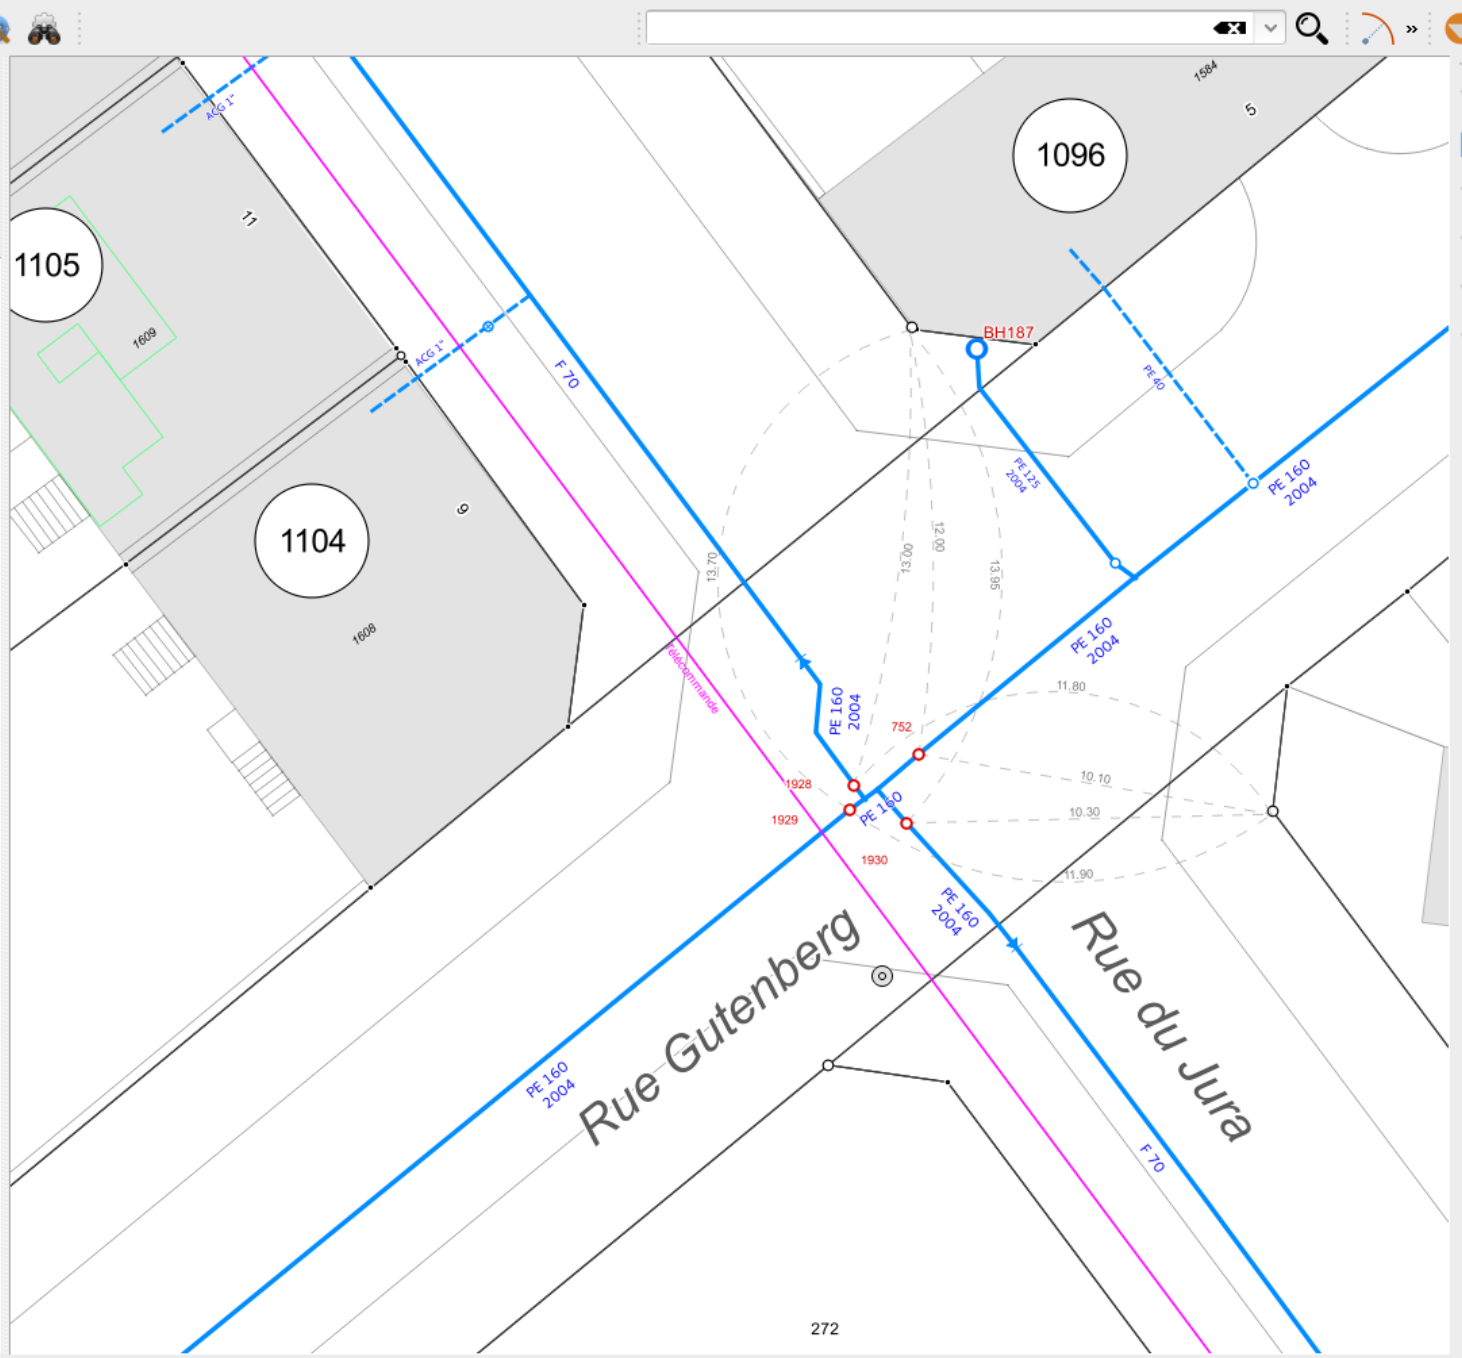 »
1584
5
1096
ACG 1"
11
1105
1609
BH187
ACG 1"
F 70
PE 40
PE 125
2004
PE 160
2004
9
1104
12.00
13.00
13.70
13.95
1608
PE 160
2004
Télécommande
11.80
PE 160
2004
752
10.10
1928
PE 160
10.30
1929
1930
11.90
PE 160
2004
Rue Gutenberg
Rue du Jura
PE 160
2004
F 70
272